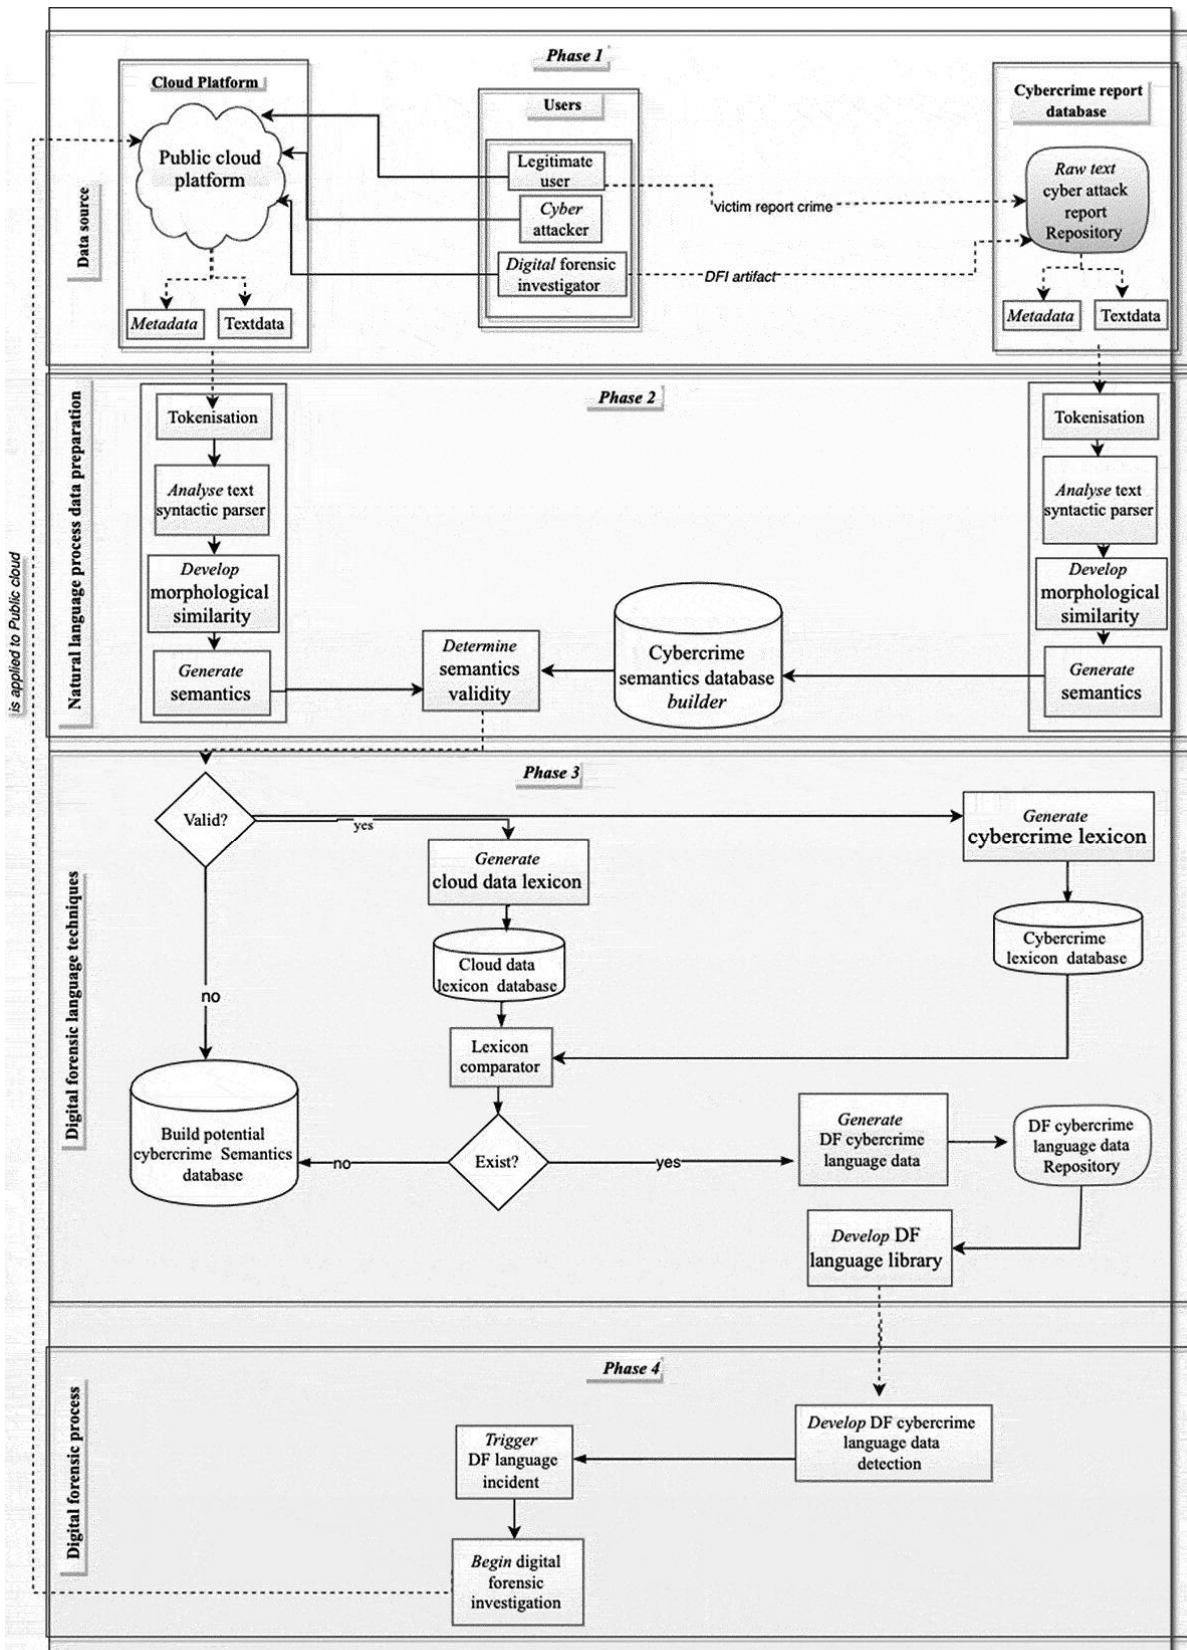 Phase 1
Cloud Platform
Public cloud
platform
Metadata
Textdata
Users
Legitimate
user
Cyber
attacker
Digital forensic
investigator
victim report crime
DFI artifact
Cybercrime report
database
Raw text
cyber attack
report
Repository
Metadata
Textdata
Data source
Phase 2
Natural language process data preparation
Tokenisation
Analyse text
syntactic parser
Develop
morphological
similarity
Generate
semantics
Determine
semantics
validity
Cybercrime
semantics database
builder
Tokenisation
Analyse text
syntactic parser
Develop
morphological
similarity
Generate
semantics
is applied to Public cloud
Phase 3
Digital forensic language techniques
Valid?
yes
no
Generate
cloud data lexicon
Cloud data
lexicon database
Lexicon
comparator
Generate
cybercrime lexicon
Cybercrime
lexicon database
Build potential
cybercrime Semantics
database
no
Exist?
yes
Generate
DF cybercrime
language data
DF cybercrime
language data
Repository
Develop DF
language library
Phase 4
Digital forensic process
Develop DF cybercrime
language data
detection
Trigger
DF language
incident
Begin digital
forensic
investigation